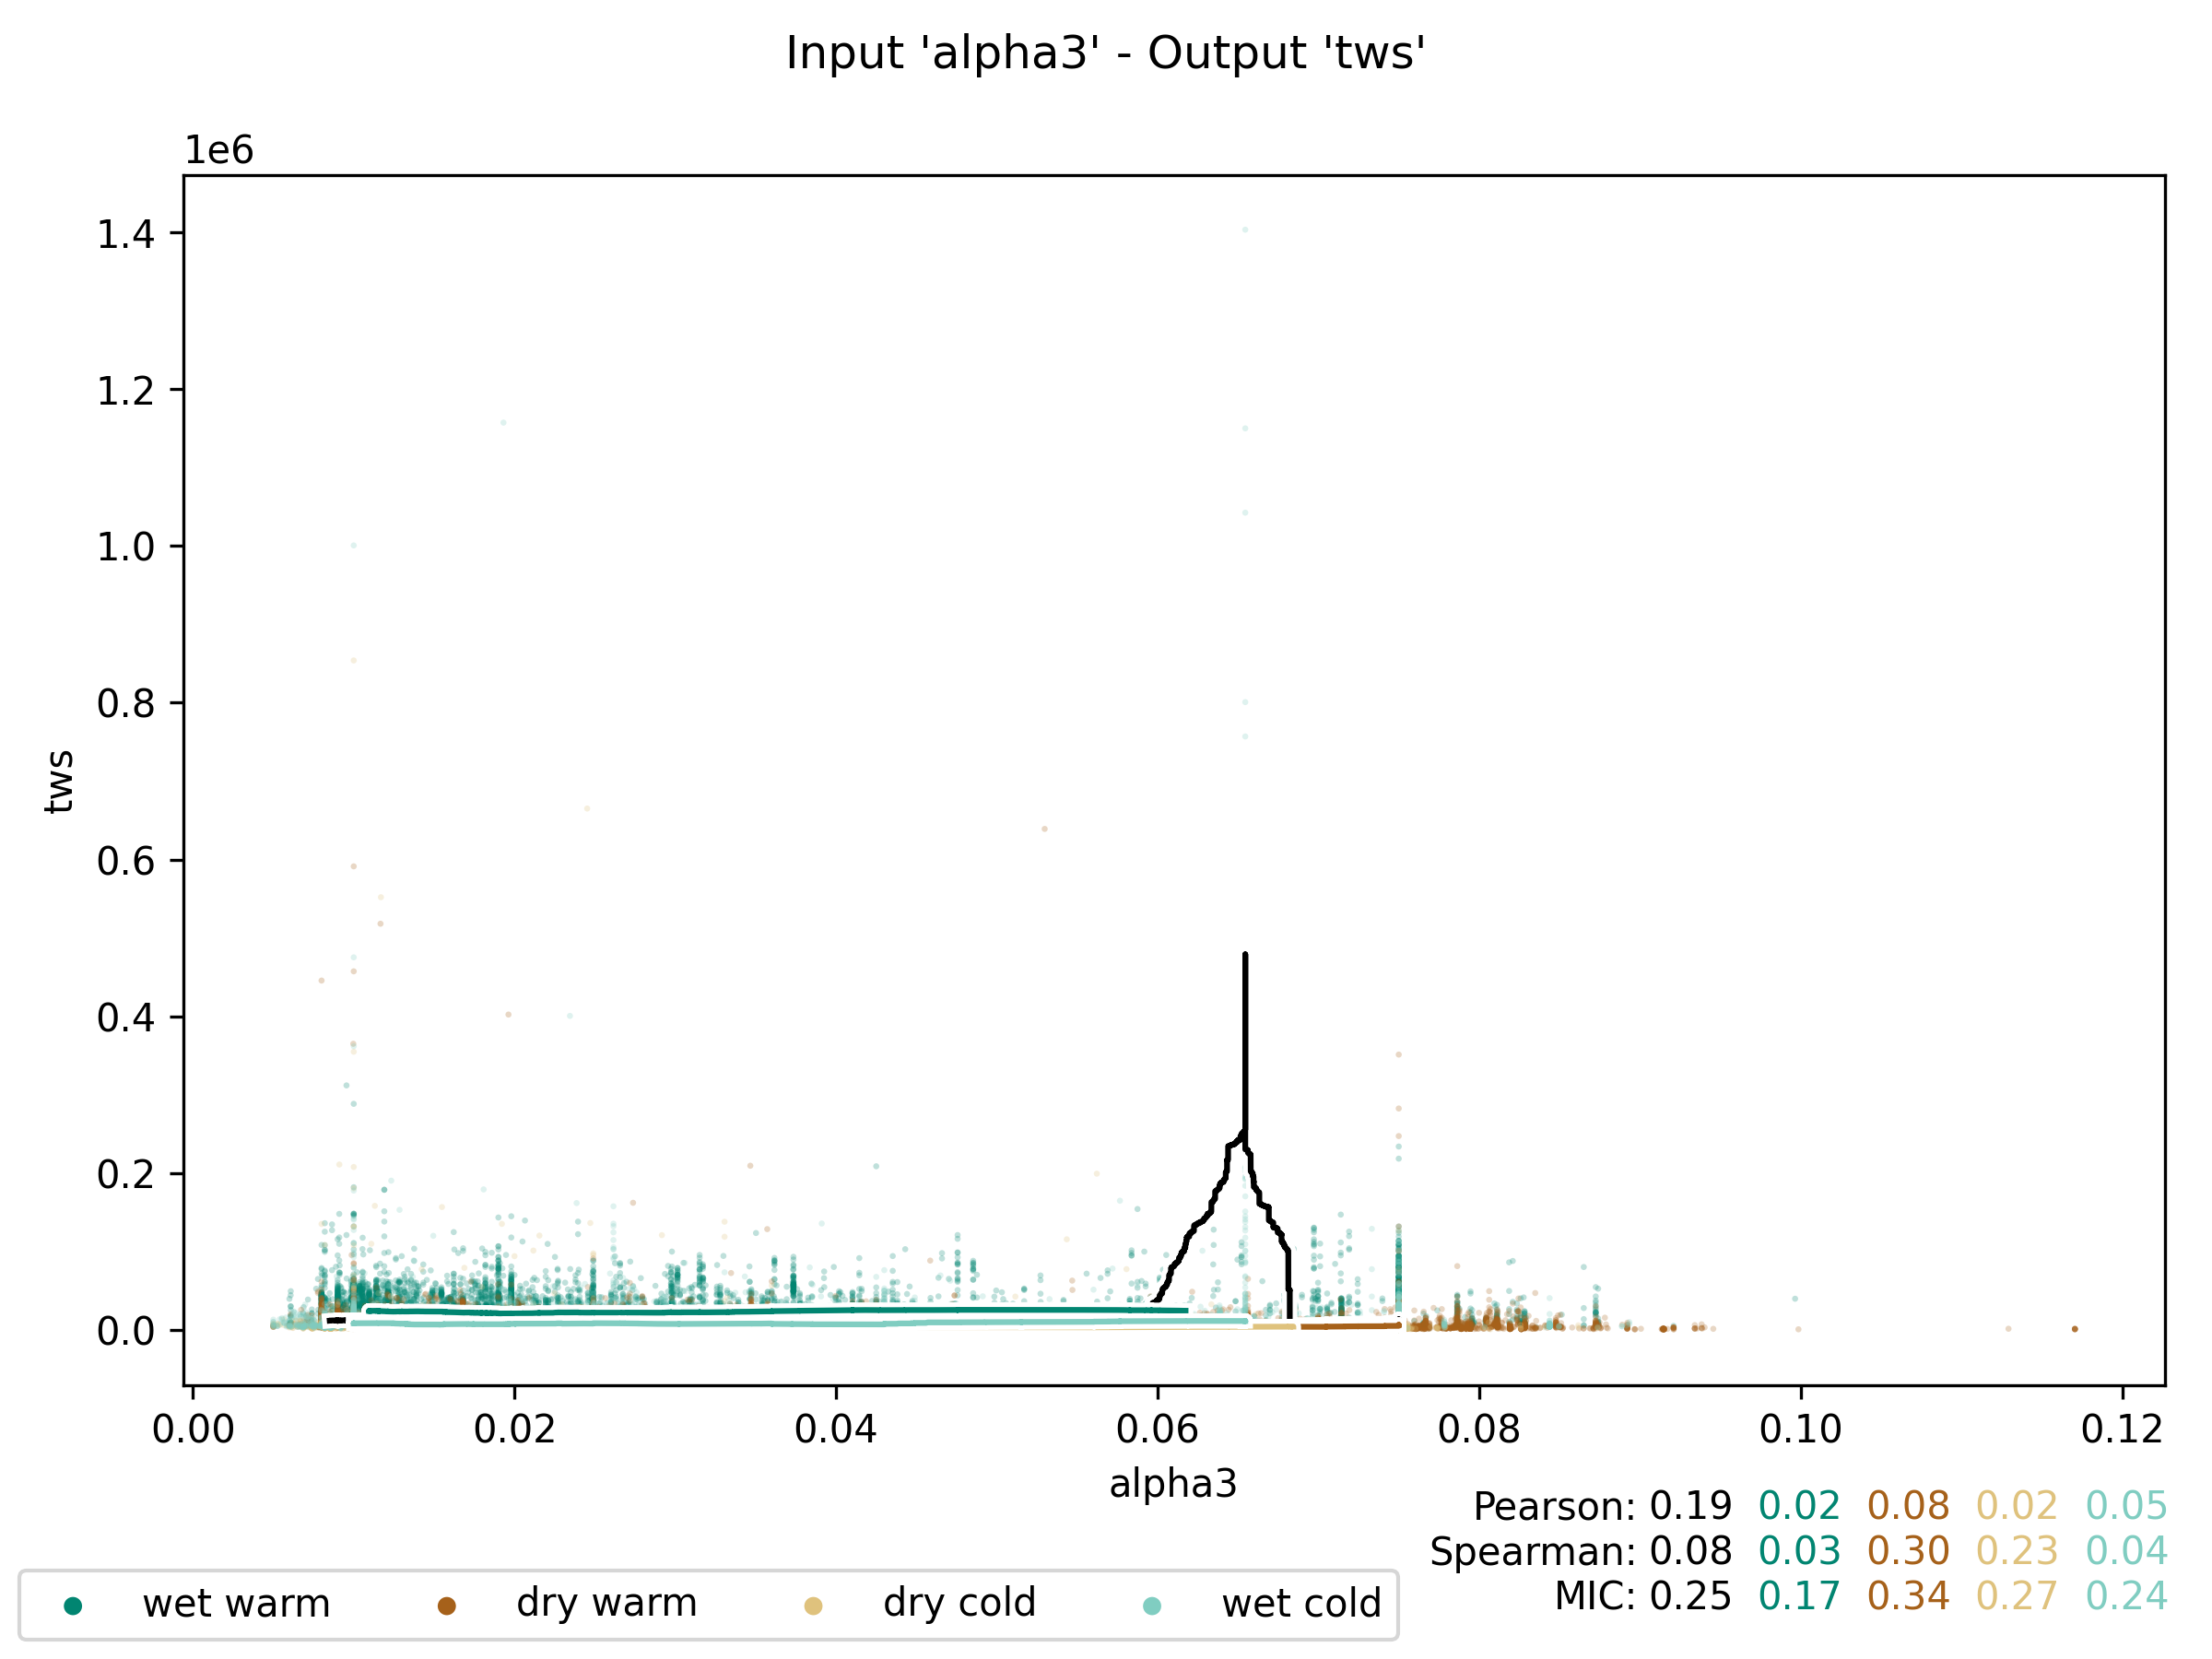 Input 'alpha3' - Output 'tws'
1e6
1.4
1.2
1.0
0.8
0.6
0.4
0.2
0.0
tws
0.00 0.02 0.04 0.06 0.08 0.10 0.12
alpha3
Pearson: 0.19 0.02 0.08 0.02 0.05
Spearman: 0.08 0.03 0.30 0.23 0.04
MIC: 0.25 0.17 0.34 0.27 0.24
wet warm dry warm dry cold wet cold